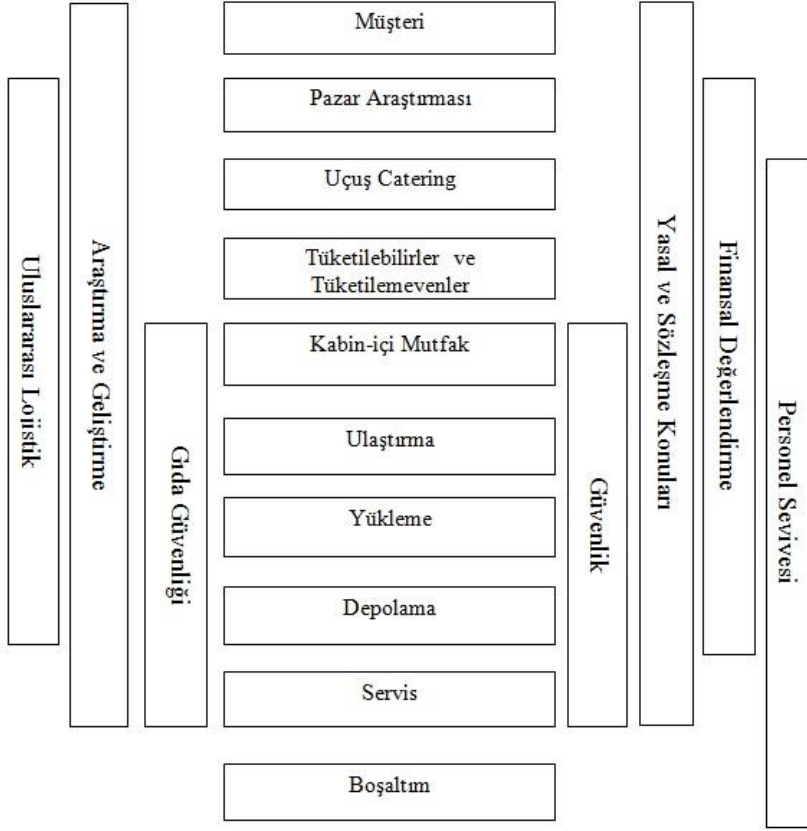 Müşteri
Pazar Araştırması
Uçuş Catering
Tüketilebilirler ve
Tüketilemevenler
Kabin-içi Mutfak
Ulaştırma
Yükleme
Depolama
Servis
Boşaltım
Uluslararası Lojistik
Araştırma ve Geliştirme
Gıda Güvenliği
Güvenlik
Yasal ve Sözleşme Konuları
Finansal Değerlendirme
Personel Sevivesi